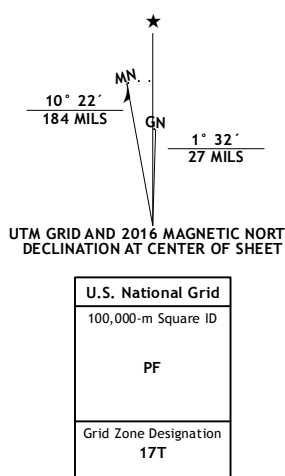 MN
10° 22´
184 MILS
GN
1° 32´
27 MILS
UTM GRID AND 2016 MAGNETIC NORT
DECLINATION AT CENTER OF SHEET
U.S. National Grid
100,000-m Square ID
PF
Grid Zone Designation
17T